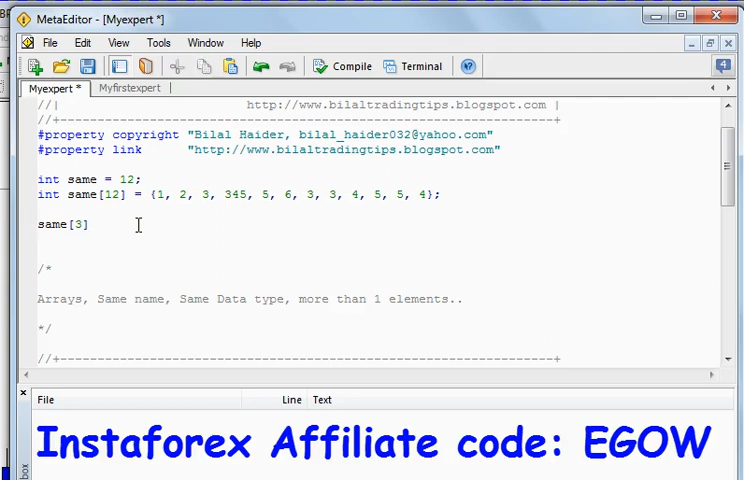 MetaEditor - [Myexpert *]
File Edit View Tools Window Help
Compile Terminal 4
Myexpert * Myfirstexpert
//| http://www.bilaltradingtips.blogspot.com |
//+------------------------------------------------------------------+
#property copyright "Bilal Haider, bilal_haider032@yahoo.com"
#property link "http://www.bilaltradingtips.blogspot.com"
int same = 12;
int same[12] = {1, 2, 3, 345, 5, 6, 3, 3, 4, 5, 5, 4};
same[3]
/*
Arrays, Same name, Same Data type, more than 1 elements..
*/
//+------------------------------------------------------------------+
File Line Text
Instaforex Affiliate code: EGOW